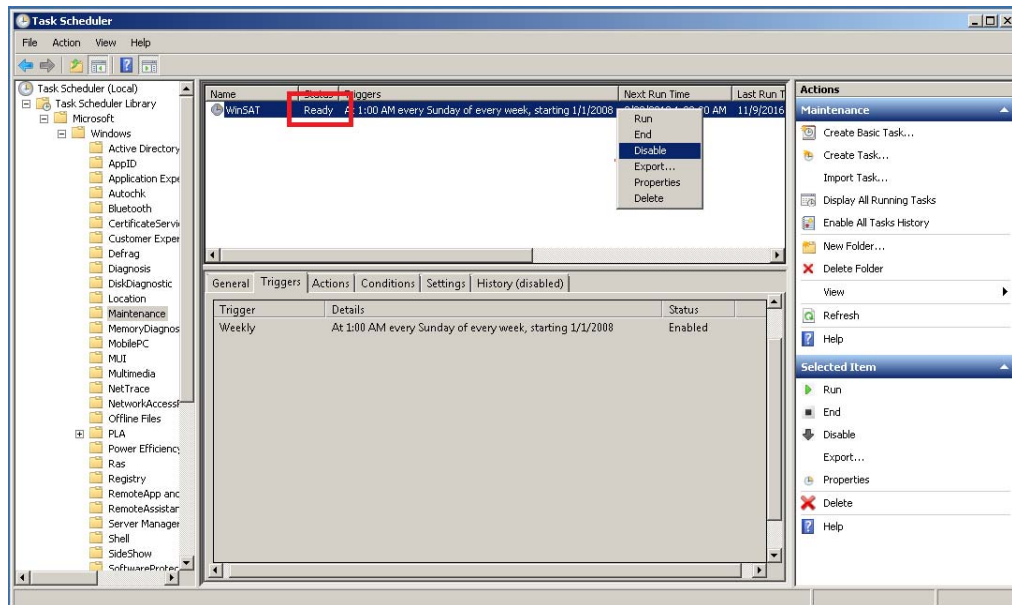 Task Scheduler
File Action View Help
Task Scheduler (Local)
Task Scheduler Library
Microsoft
Windows
Active Directory
AppID
Application Expe
Autochk
Bluetooth
CertificateServi
Customer Exper
Defrag
Diagnosis
DiskDiagnostic
Location
Maintenance
MemoryDiagnos
MobilePC
MUI
Multimedia
NetTrace
NetworkAccessP
Offline Files
PLA
Power Efficiency
Ras
Registry
RemoteApp and
RemoteAssistan
Server Manager
Shell
SideShow
SoftwareProtec
Name Status Triggers Next Run Time Last Run T
WinSAT Ready At 1:00 AM every Sunday of every week, starting 1/1/2008 AM 11/9/2016
Run
End
Disable
Export...
Properties
Delete
General Triggers Actions Conditions Settings History (disabled)
Trigger Details Status
Weekly At 1:00 AM every Sunday of every week, starting 1/1/2008 Enabled
Actions
Maintenance
Create Basic Task...
Create Task...
Import Task...
Display All Running Tasks
Enable All Tasks History
New Folder...
Delete Folder
View
Refresh
Help
Selected Item
Run
End
Disable
Export...
Properties
Delete
Help